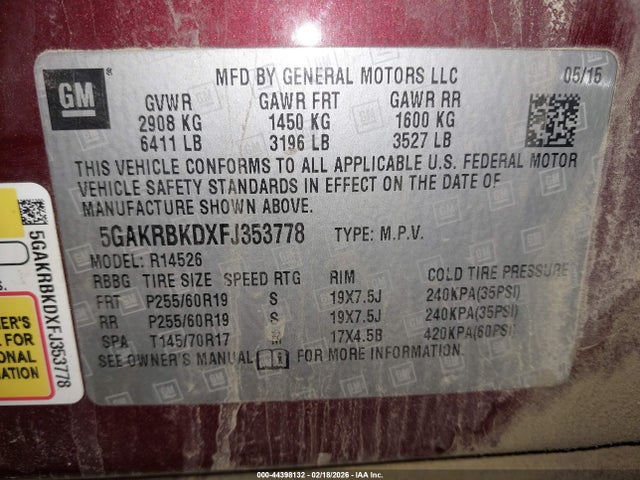 GM
MFD BY GENERAL MOTORS LLC 05/15
GVWR GAWR FRT GAWR RR
2908 KG 1450 KG 1600 KG
6411 LB 3196 LB 3527 LB
THIS VEHICLE CONFORMS TO ALL APPLICABLE U.S. FEDERAL MOTOR
VEHICLE SAFETY STANDARDS IN EFFECT ON THE DATE OF
MANUFACTURE SHOWN ABOVE.
5GAKRBKDXFJ353778 TYPE: M.P.V.
MODEL: R14526
RBBG TIRE SIZE SPEED RTG RIM COLD TIRE PRESSURE
FRT P255/60R19 S 19X7.5J 240KPA(35PSI)
RR P255/60R19 S 19X7.5J 240KPA(35PSI)
SPA T145/70R17 M 17X4.5B 420KPA(60PSI)
SEE OWNER'S MANUAL FOR MORE INFORMATION.
5GAKRBKDXFJ353778
ER'S
FOR
ONAL
ATION
000-44398132 - 02/18/2026 - IAA Inc.